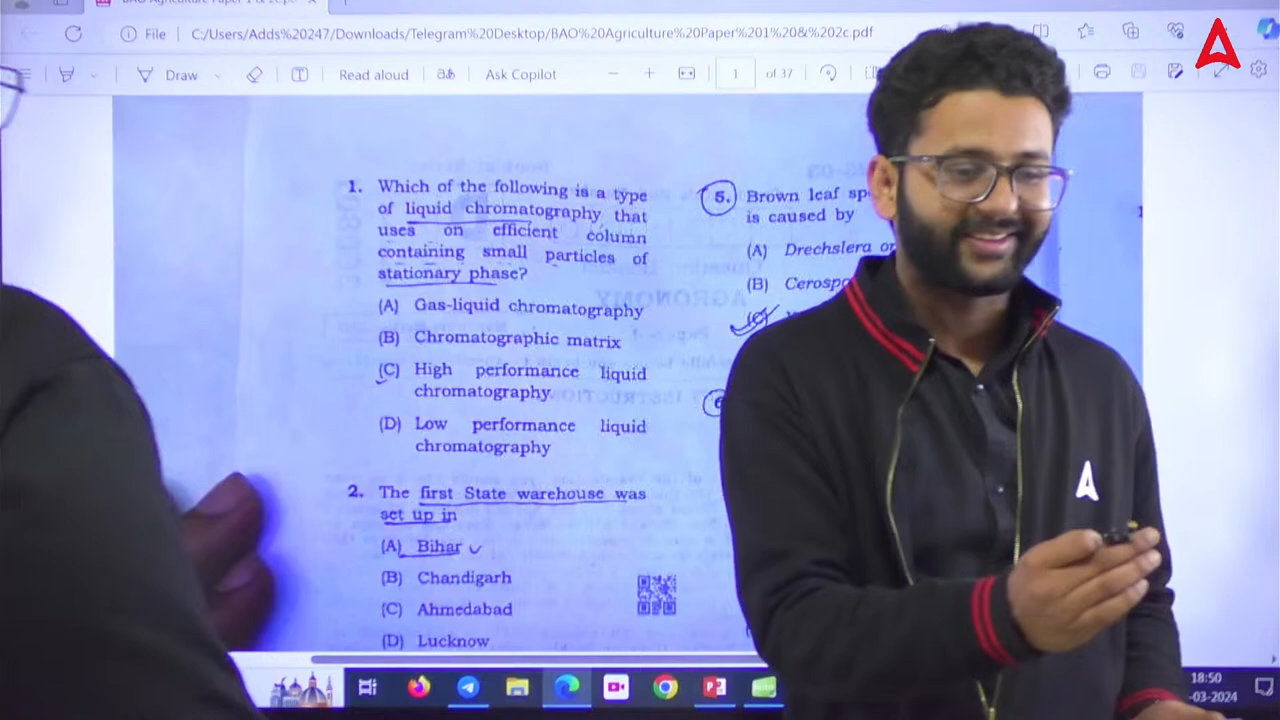 File C:/Users/Adds%20247/Downloads/Telegram%20Desktop/BAO%20Agriculture%20Paper%201%20&%202c.pdf
Draw Read aloud Ask Copilot 1 of 37
1. Which of the following is a type
of liquid chromatography that
uses on efficient column
containing small particles of
stationary phase?
(A) Gas-liquid chromatography
(B) Chromatographic matrix
(C) High performance liquid
chromatography
(D) Low performance liquid
chromatography
2. The first State warehouse was
set up in
(A) Bihar
(B) Chandigarh
(C) Ahmedabad
(D) Lucknow
5. Brown leaf sp
is caused by
(A) Drechslera or
(B) Cerospo
(C)
18:50
-03-2024